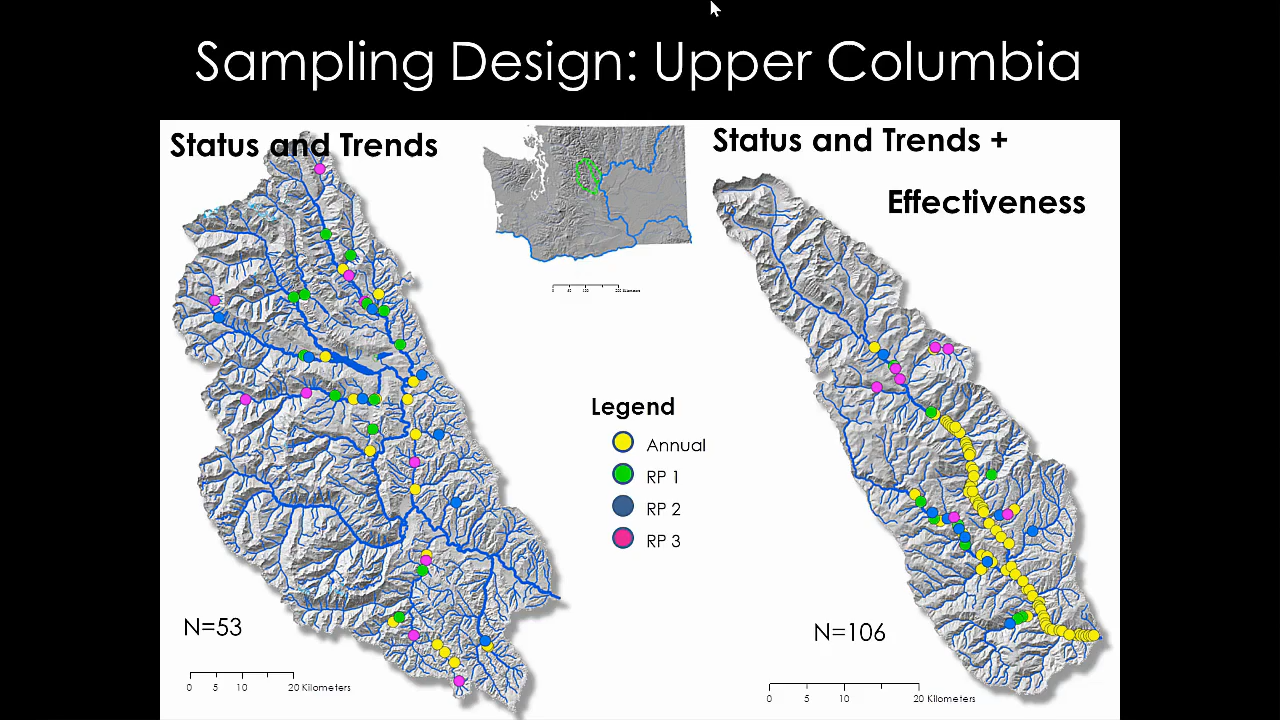 Sampling Design: Upper Columbia
Status and Trends
Status and Trends +
Effectiveness
Legend
Annual
RP 1
RP 2
RP 3
N=53
N=106
0 5 10 20 Kilometers
0 5 10 20 Kilometers